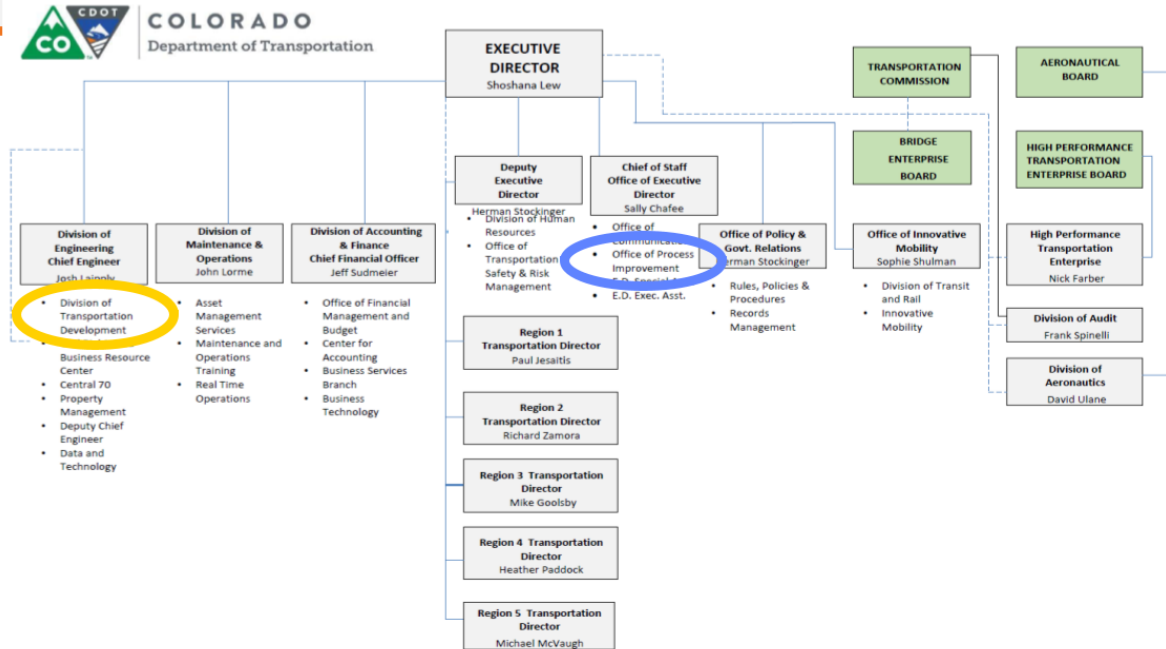 CDOT
CO
TM
COLORADO
Department of Transportation
EXECUTIVE
DIRECTOR
Shoshana Lew
TRANSPORTATION
COMMISSION
AERONAUTICAL
BOARD
BRIDGE
ENTERPRISE
BOARD
HIGH PERFORMANCE
TRANSPORTATION
ENTERPRISE BOARD
Deputy
Executive
Director
Herman Stockinger
• Division of Human
Resources
• Office of
Transportation
Safety & Risk
Management
Chief of Staff
Office of Executive
Director
Sally Chafee
• Office of
• Office of Process
Improvement
• E.D. Exec. Asst.
Division of
Engineering
Chief Engineer
Josh Laipply
• Division of
Transportation
Development
Business Resource
Center
• Central 70
• Property
Management
• Deputy Chief
Engineer
• Data and
Technology
Division of
Maintenance &
Operations
John Lorme
• Asset
Management
Services
• Maintenance and
Operations
Training
• Real Time
Operations
Division of Accounting
& Finance
Chief Financial Officer
Jeff Sudmeier
• Office of Financial
Management and
Budget
• Center for
Accounting
• Business Services
Branch
• Business
Technology
Office of Policy &
Govt. Relations
Stockinger
• Rules, Policies &
Procedures
• Records
Management
Office of Innovative
Mobility
Sophie Shulman
• Division of Transit
and Rail
• Innovative
Mobility
High Performance
Transportation
Enterprise
Nick Farber
Division of Audit
Frank Spinelli
Division of
Aeronautics
David Ulane
Region 1
Transportation Director
Paul Jesaitis
Region 2
Transportation Director
Richard Zamora
Region 3 Transportation
Director
Mike Goolsby
Region 4 Transportation
Director
Heather Paddock
Region 5 Transportation
Director
Michael McVaugh